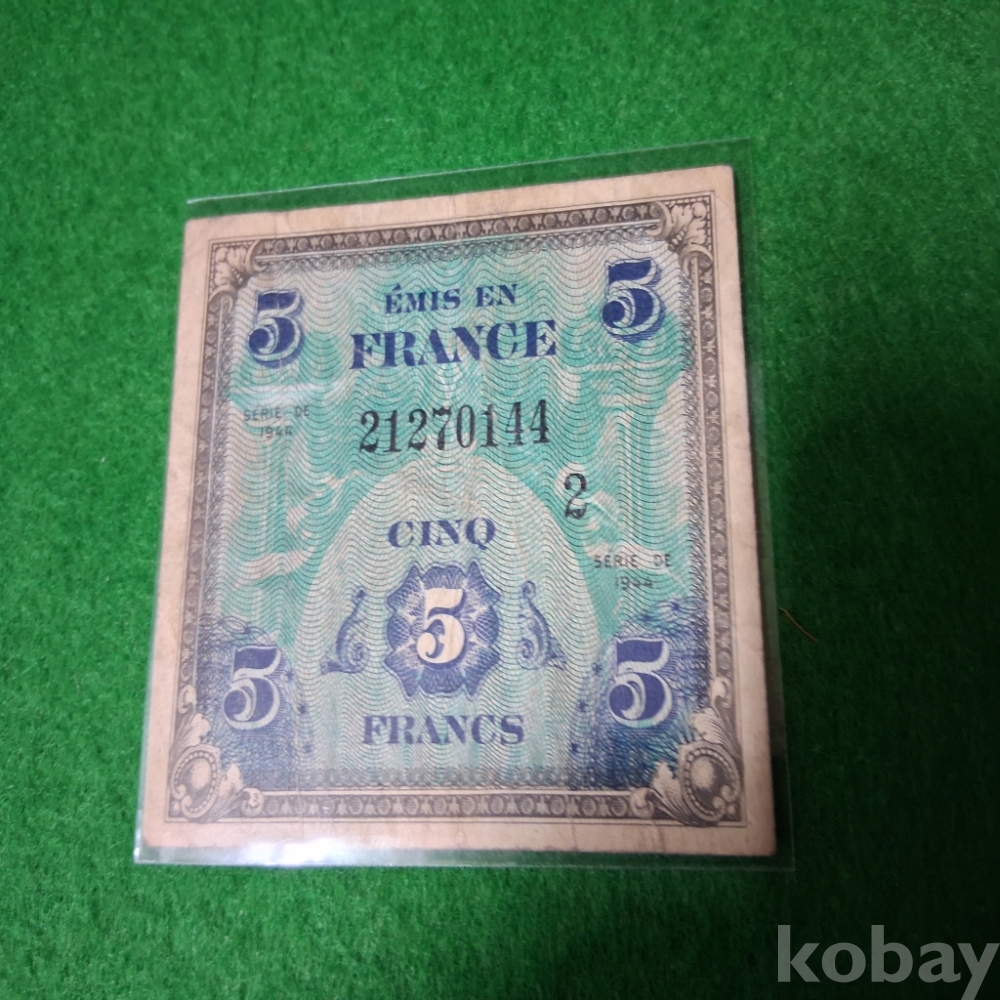 5
ÉMIS EN
5
FRANCE
SÉRIE DE
1944
21270144
2
CINQ
SÉRIE DE
1944
5
5
5
FRANCS
kobay